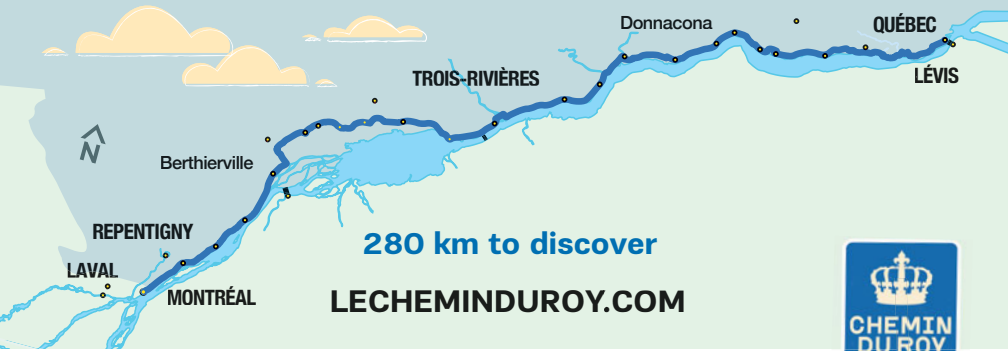 Donnacona
QUÉBEC
LÉVIS
TROIS-RIVIÈRES
N
Berthierville
REPENTIGNY
LAVAL
MONTRÉAL
280 km to discover
LECHEMINDUROY.COM
CHEMIN
DU ROY